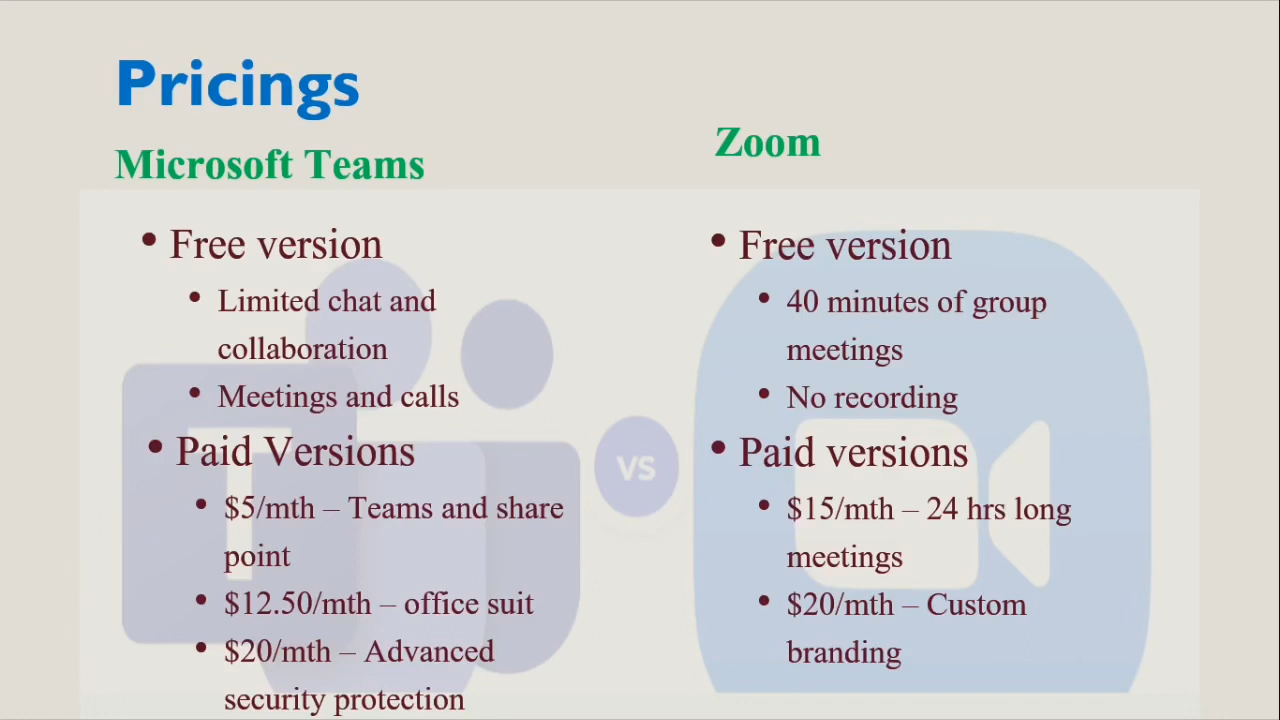 Pricings
Microsoft Teams
• Free version
• Limited chat and
collaboration
• Meetings and calls
• Paid Versions
• $5/mth – Teams and share
point
• $12.50/mth – office suit
• $20/mth – Advanced
security protection
VS
Zoom
• Free version
• 40 minutes of group
meetings
• No recording
• Paid versions
• $15/mth – 24 hrs long
meetings
• $20/mth – Custom
branding